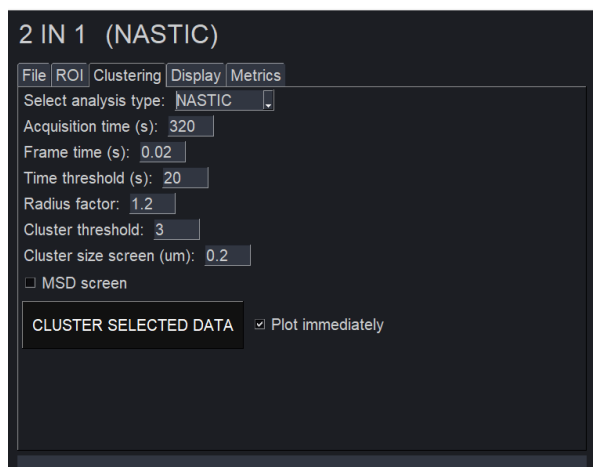 2 IN 1 (NASTIC)
File ROI Clustering Display Metrics
Select analysis type: NASTIC
Acquisition time (s): 320
Frame time (s): 0.02
Time threshold (s): 20
Radius factor: 1.2
Cluster threshold: 3
Cluster size screen (um): 0.2
MSD screen
CLUSTER SELECTED DATA Plot immediately